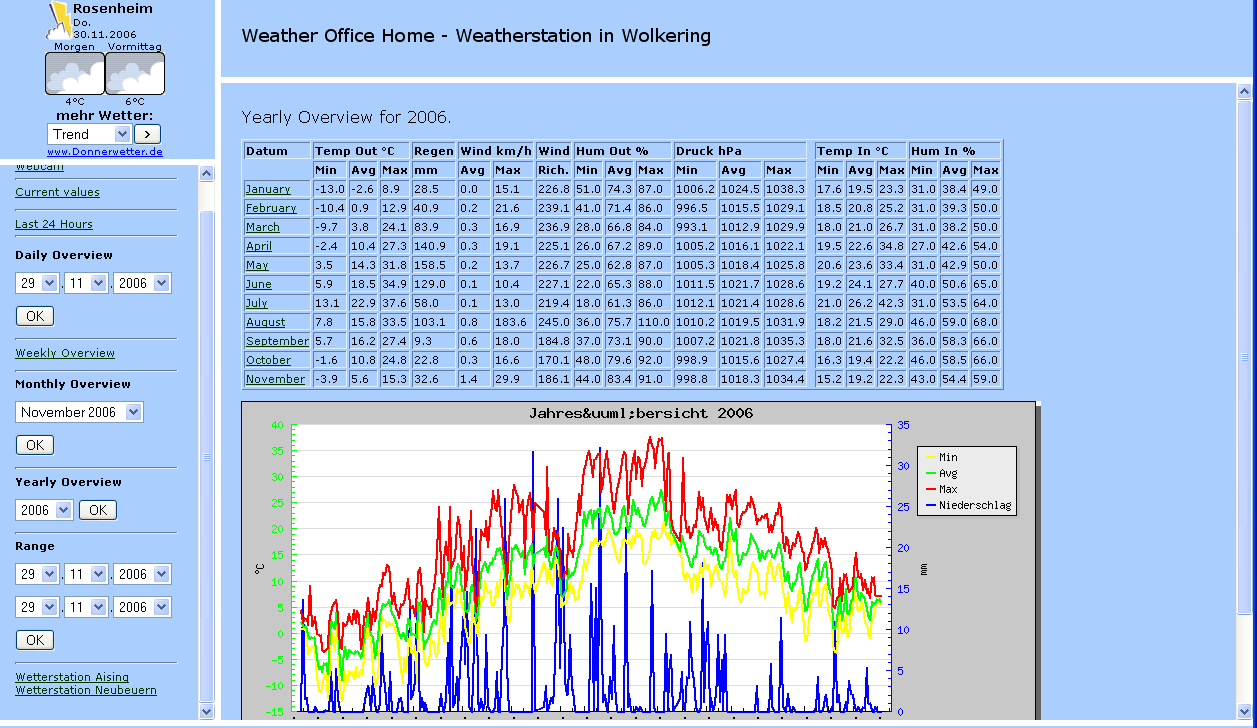 Rosenheim
Do.
30.11.2006
Morgen Vormittag
4°C 6°C
mehr Wetter:
Trend >
www.Donnerwetter.de
Webcam
Current values
Last 24 Hours
Daily Overview
29 . 11 . 2006
OK
Weekly Overview
Monthly Overview
November 2006
OK
Yearly Overview
2006 OK
Range
29 . 11 . 2006
29 . 11 . 2006
OK
Wetterstation Aising
Wetterstation Neubeuern
Weather Office Home - Weatherstation in Wolkering
Yearly Overview for 2006.
Datum Temp Out °C Regen Wind km/h Wind Hum Out % Druck hPa Temp In °C Hum In %
Min Avg Max mm Avg Max Rich. Min Avg Max Min Avg Max Min Avg Max Min Avg Max
January -13.0 -2.6 8.9 28.5 0.0 15.1 226.8 51.0 74.3 87.0 1006.2 1024.5 1038.3 17.6 19.5 23.3 31.0 38.4 49.0
February -10.4 0.9 12.9 40.9 0.2 21.6 239.1 41.0 71.4 86.0 996.5 1015.5 1029.1 18.5 20.8 25.2 31.0 39.3 50.0
March -9.7 3.8 24.1 83.9 0.3 16.9 236.9 28.0 66.8 84.0 993.1 1012.9 1029.9 18.0 21.0 26.7 31.0 38.2 50.0
April -2.4 10.4 27.3 140.9 0.3 19.1 225.1 26.0 67.2 89.0 1005.2 1016.1 1022.1 19.5 22.6 34.8 27.0 42.6 54.0
May 3.5 14.3 31.8 158.5 0.2 13.7 226.7 25.0 62.8 87.0 1005.3 1018.4 1025.8 20.6 23.6 33.4 31.0 42.9 50.0
June 5.9 18.5 34.9 129.0 0.1 10.4 227.1 22.0 65.3 88.0 1011.5 1021.7 1028.5 19.2 24.1 27.7 40.0 50.6 65.0
July 13.1 22.9 37.6 58.0 0.1 13.0 219.4 18.0 61.3 86.0 1012.1 1021.4 1028.6 21.0 26.2 42.3 31.0 53.5 64.0
August 7.8 15.8 33.5 103.1 0.8 183.6 245.0 36.0 75.7 110.0 1010.2 1019.5 1031.9 18.2 21.5 29.0 46.0 59.0 68.0
September 5.7 16.2 27.4 9.3 0.6 18.0 184.8 37.0 73.1 90.0 1007.2 1021.8 1035.3 18.0 21.6 32.5 36.0 58.3 66.0
October -1.6 10.8 24.8 22.8 0.3 16.6 170.1 48.0 79.6 92.0 998.9 1015.6 1027.4 16.3 19.4 22.2 46.0 58.5 66.0
November -3.9 5.6 15.3 32.6 1.4 29.9 186.1 44.0 83.4 91.0 998.8 1018.3 1034.4 15.2 19.2 22.3 43.0 54.4 59.0
Jahres&uuml;bersicht 2006
40 35
35 30
30 25
25 20
20 15
15 10
10 5
5 0
0
-5
-10
-15
°C
mm
Min
Avg
Max
Niederschlag